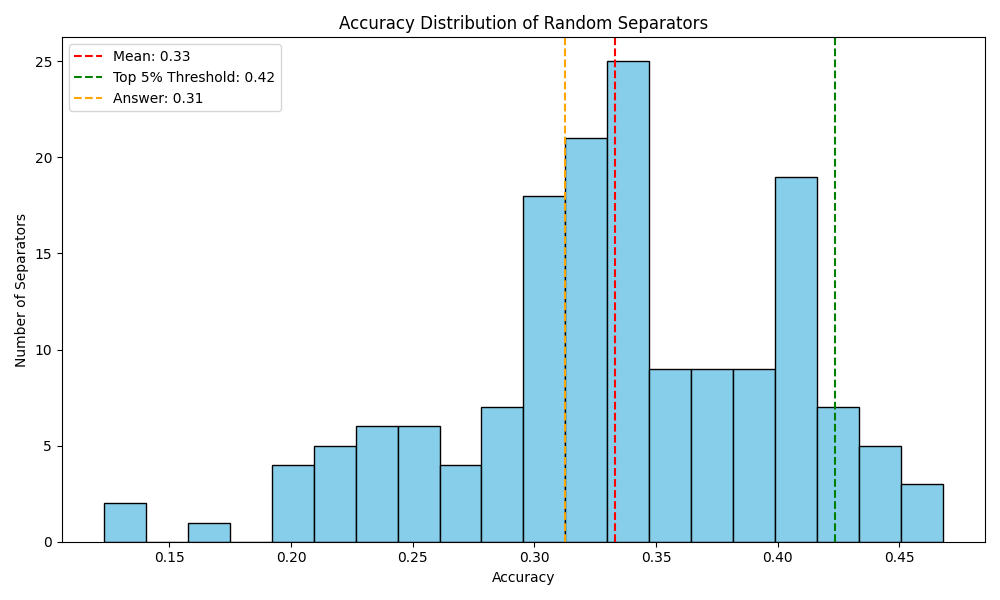 Accuracy Distribution of Random Separators
Mean: 0.33
Top 5% Threshold: 0.42
Answer: 0.31
Number of Separators
25
20
15
10
5
0
0.15 0.20 0.25 0.30 0.35 0.40 0.45
Accuracy